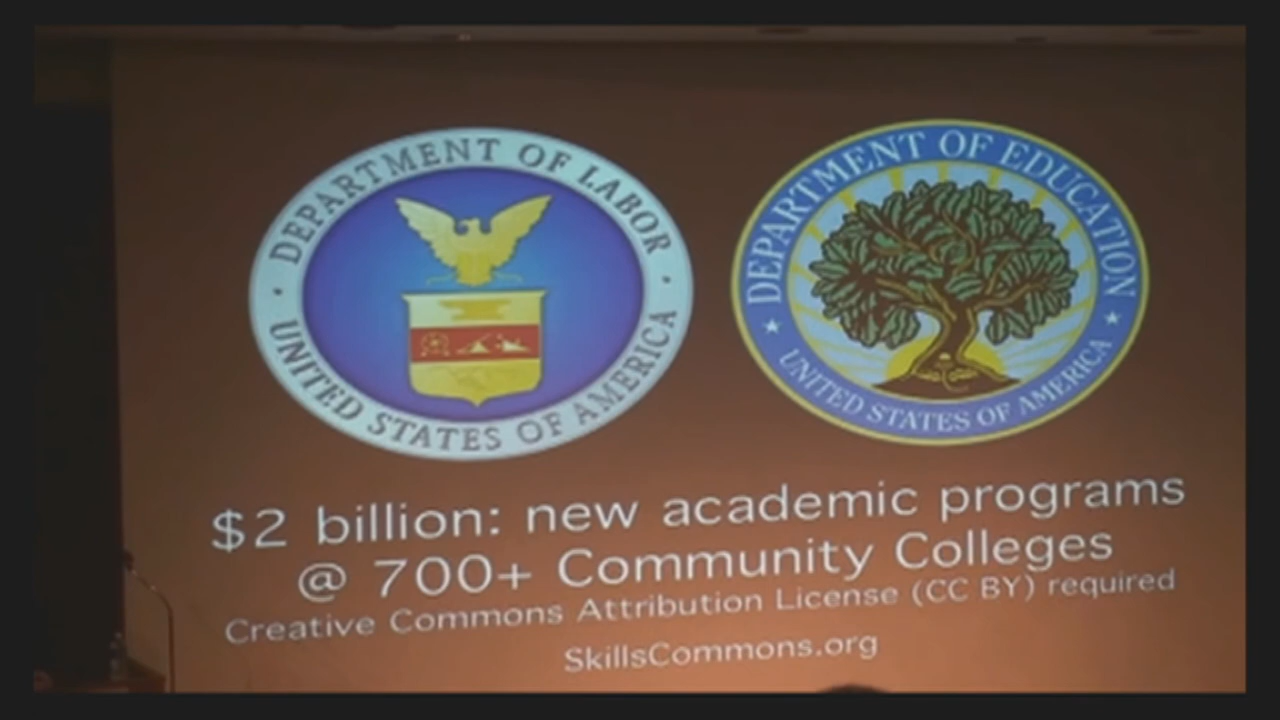 DEPARTMENT OF LABOR
UNITED STATES OF AMERICA
DEPARTMENT OF EDUCATION
UNITED STATES OF AMERICA
$2 billion: new academic programs
@ 700+ Community Colleges
Creative Commons Attribution License (CC BY) required
SkillsCommons.org